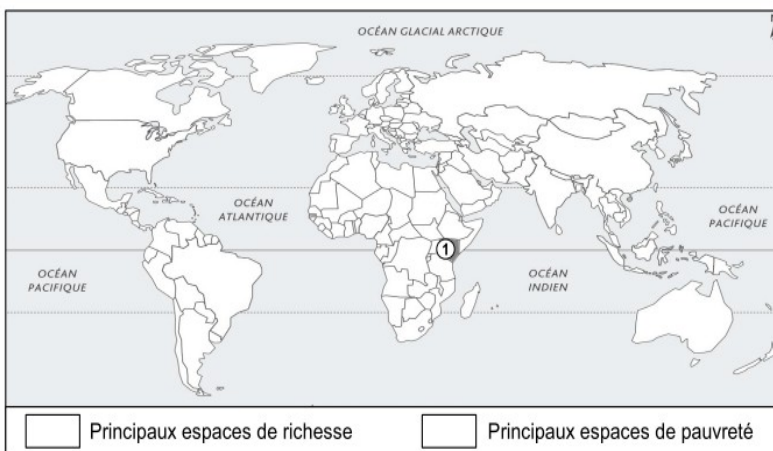 OCÉAN GLACIAL ARCTIQUE
OCÉAN
ATLANTIQUE
OCÉAN
PACIFIQUE
1
OCÉAN
PACIFIQUE
OCÉAN
INDIEN
Principaux espaces de richesse
Principaux espaces de pauvreté